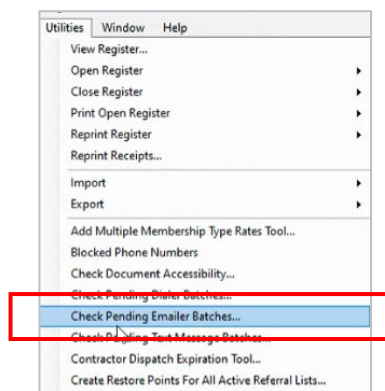 Utilities Window Help
View Register...
Open Register
Close Register
Print Open Register
Reprint Register
Reprint Receipts...
Import
Export
Add Multiple Membership Type Rates Tool...
Blocked Phone Numbers
Check Document Accessibility...
Check Pending Dialer Batches...
Check Pending Emailer Batches...
Check Pending Text Message Batches...
Contractor Dispatch Expiration Tool...
Create Restore Points For All Active Referral Lists...